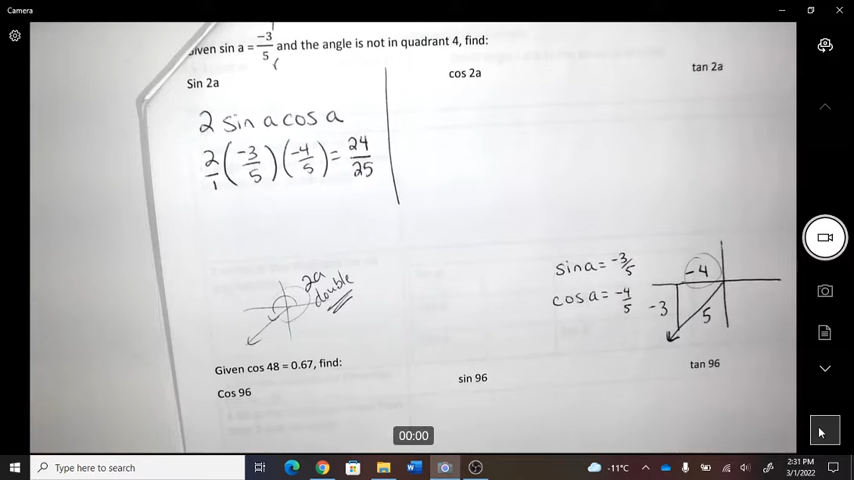 Camera
Given sin a = -3/5 and the angle is not in quadrant 4, find:
Sin 2a
cos 2a
tan 2a
2 sin a cos a
2/1 (-3/5)(-4/5) = 24/25
2a
double
sin a = -3/5
cos a = -4/5
-4
-3
5
Given cos 48 = 0.67, find:
Cos 96
sin 96
tan 96
00:00
Type here to search
-11°C
2:31 PM
3/1/2022